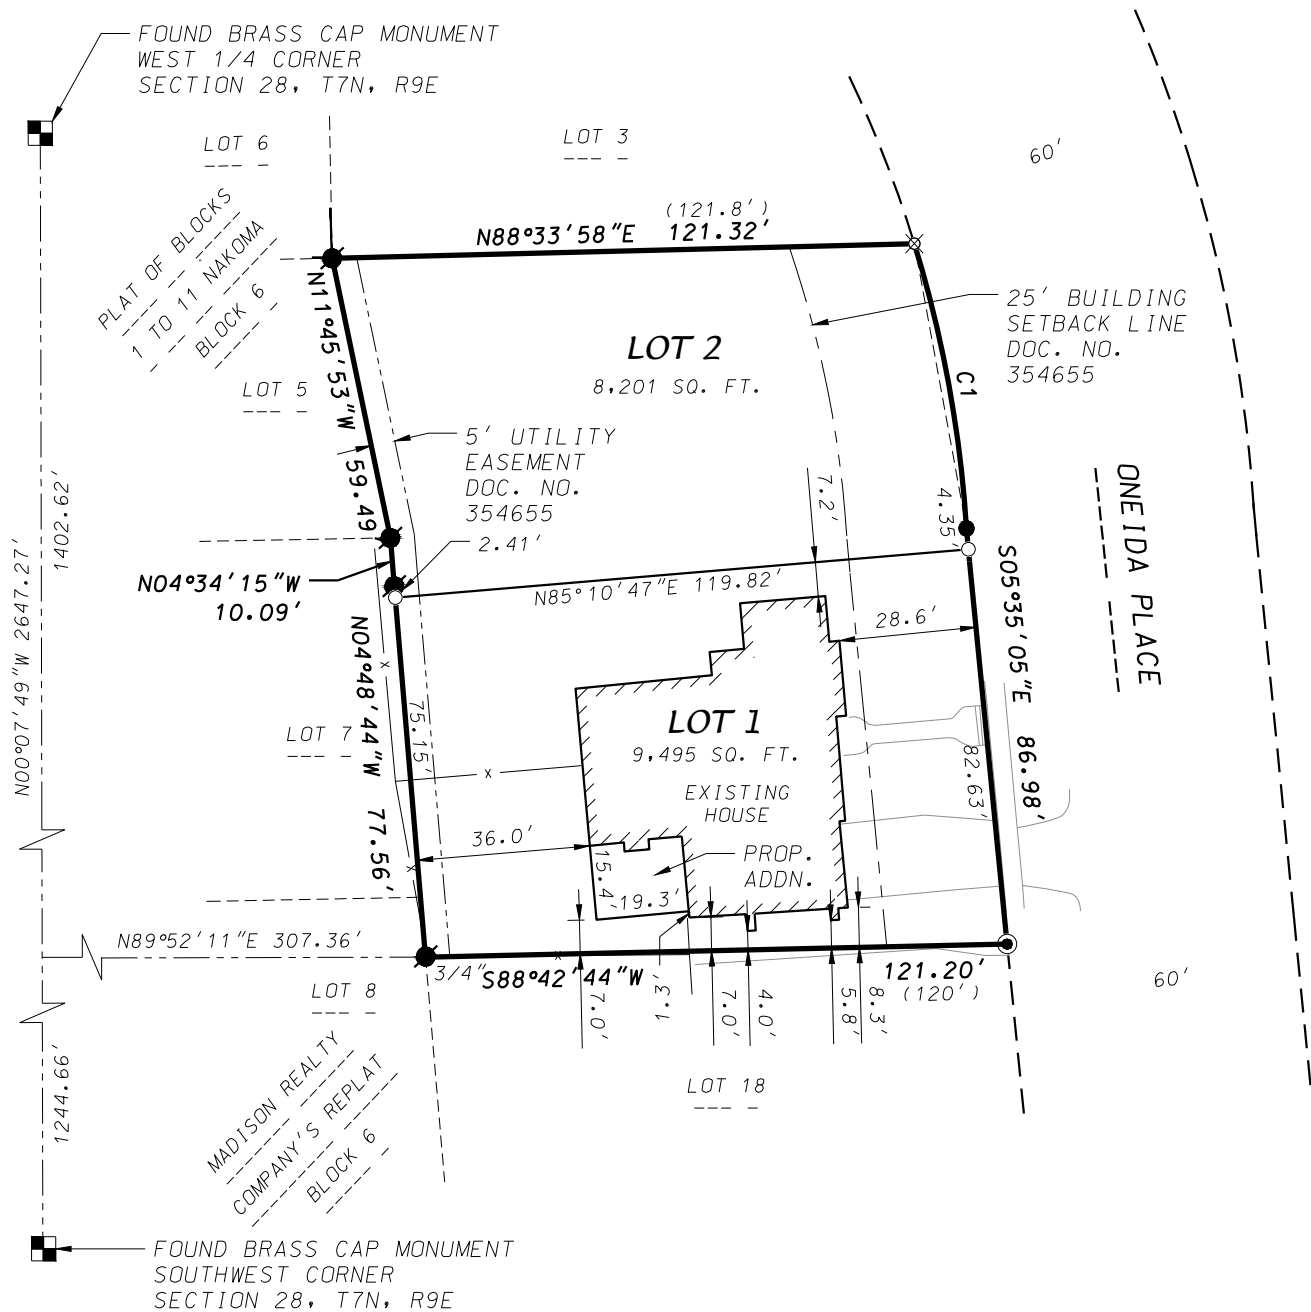 FOUND BRASS CAP MONUMENT
WEST 1/4 CORNER
SECTION 28, T7N, R9E
LOT 6
LOT 3
60'
PLAT OF BLOCKS
1 TO 11 NAKOMA
BLOCK 6
(121.8')
N88°33'58"E 121.32'
25' BUILDING
SETBACK LINE
DOC. NO.
354655
LOT 2
8,201 SQ. FT.
N11°45'53"W 59.49'
C1
LOT 5
5' UTILITY
EASEMENT
DOC. NO.
354655
2.41'
7.2'
4.35'
ONEIDA PLACE
1402.62'
N00°07'49"W 2647.27'
N04°34'15"W
10.09'
N85°10'47"E 119.82'
28.6'
S05°35'05"E 86.98'
N04°48'44"W 77.56'
75.15'
LOT 7
LOT 1
9,495 SQ. FT.
EXISTING
HOUSE
82.63'
36.0'
PROP.
ADDN.
15.4'
19.3'
N89°52'11"E 307.36'
3/4"
S88°42'44"W
121.20'
(120')
60'
LOT 8
7.0'
1.3'
7.0'
4.0'
5.8'
8.3'
LOT 18
1244.66'
MADISON REALTY
COMPANY'S REPLAT
BLOCK 6
FOUND BRASS CAP MONUMENT
SOUTHWEST CORNER
SECTION 28, T7N, R9E